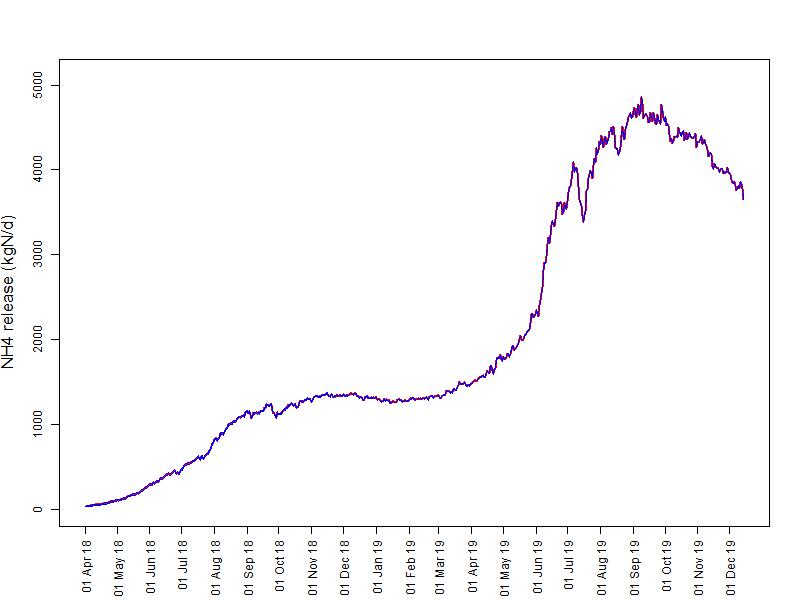 NH4 release (kgN/d)
5000
4000
3000
2000
1000
0
01 Apr 18
01 May 18
01 Jun 18
01 Jul 18
01 Aug 18
01 Sep 18
01 Oct 18
01 Nov 18
01 Dec 18
01 Jan 19
01 Feb 19
01 Mar 19
01 Apr 19
01 May 19
01 Jun 19
01 Jul 19
01 Aug 19
01 Sep 19
01 Oct 19
01 Nov 19
01 Dec 19